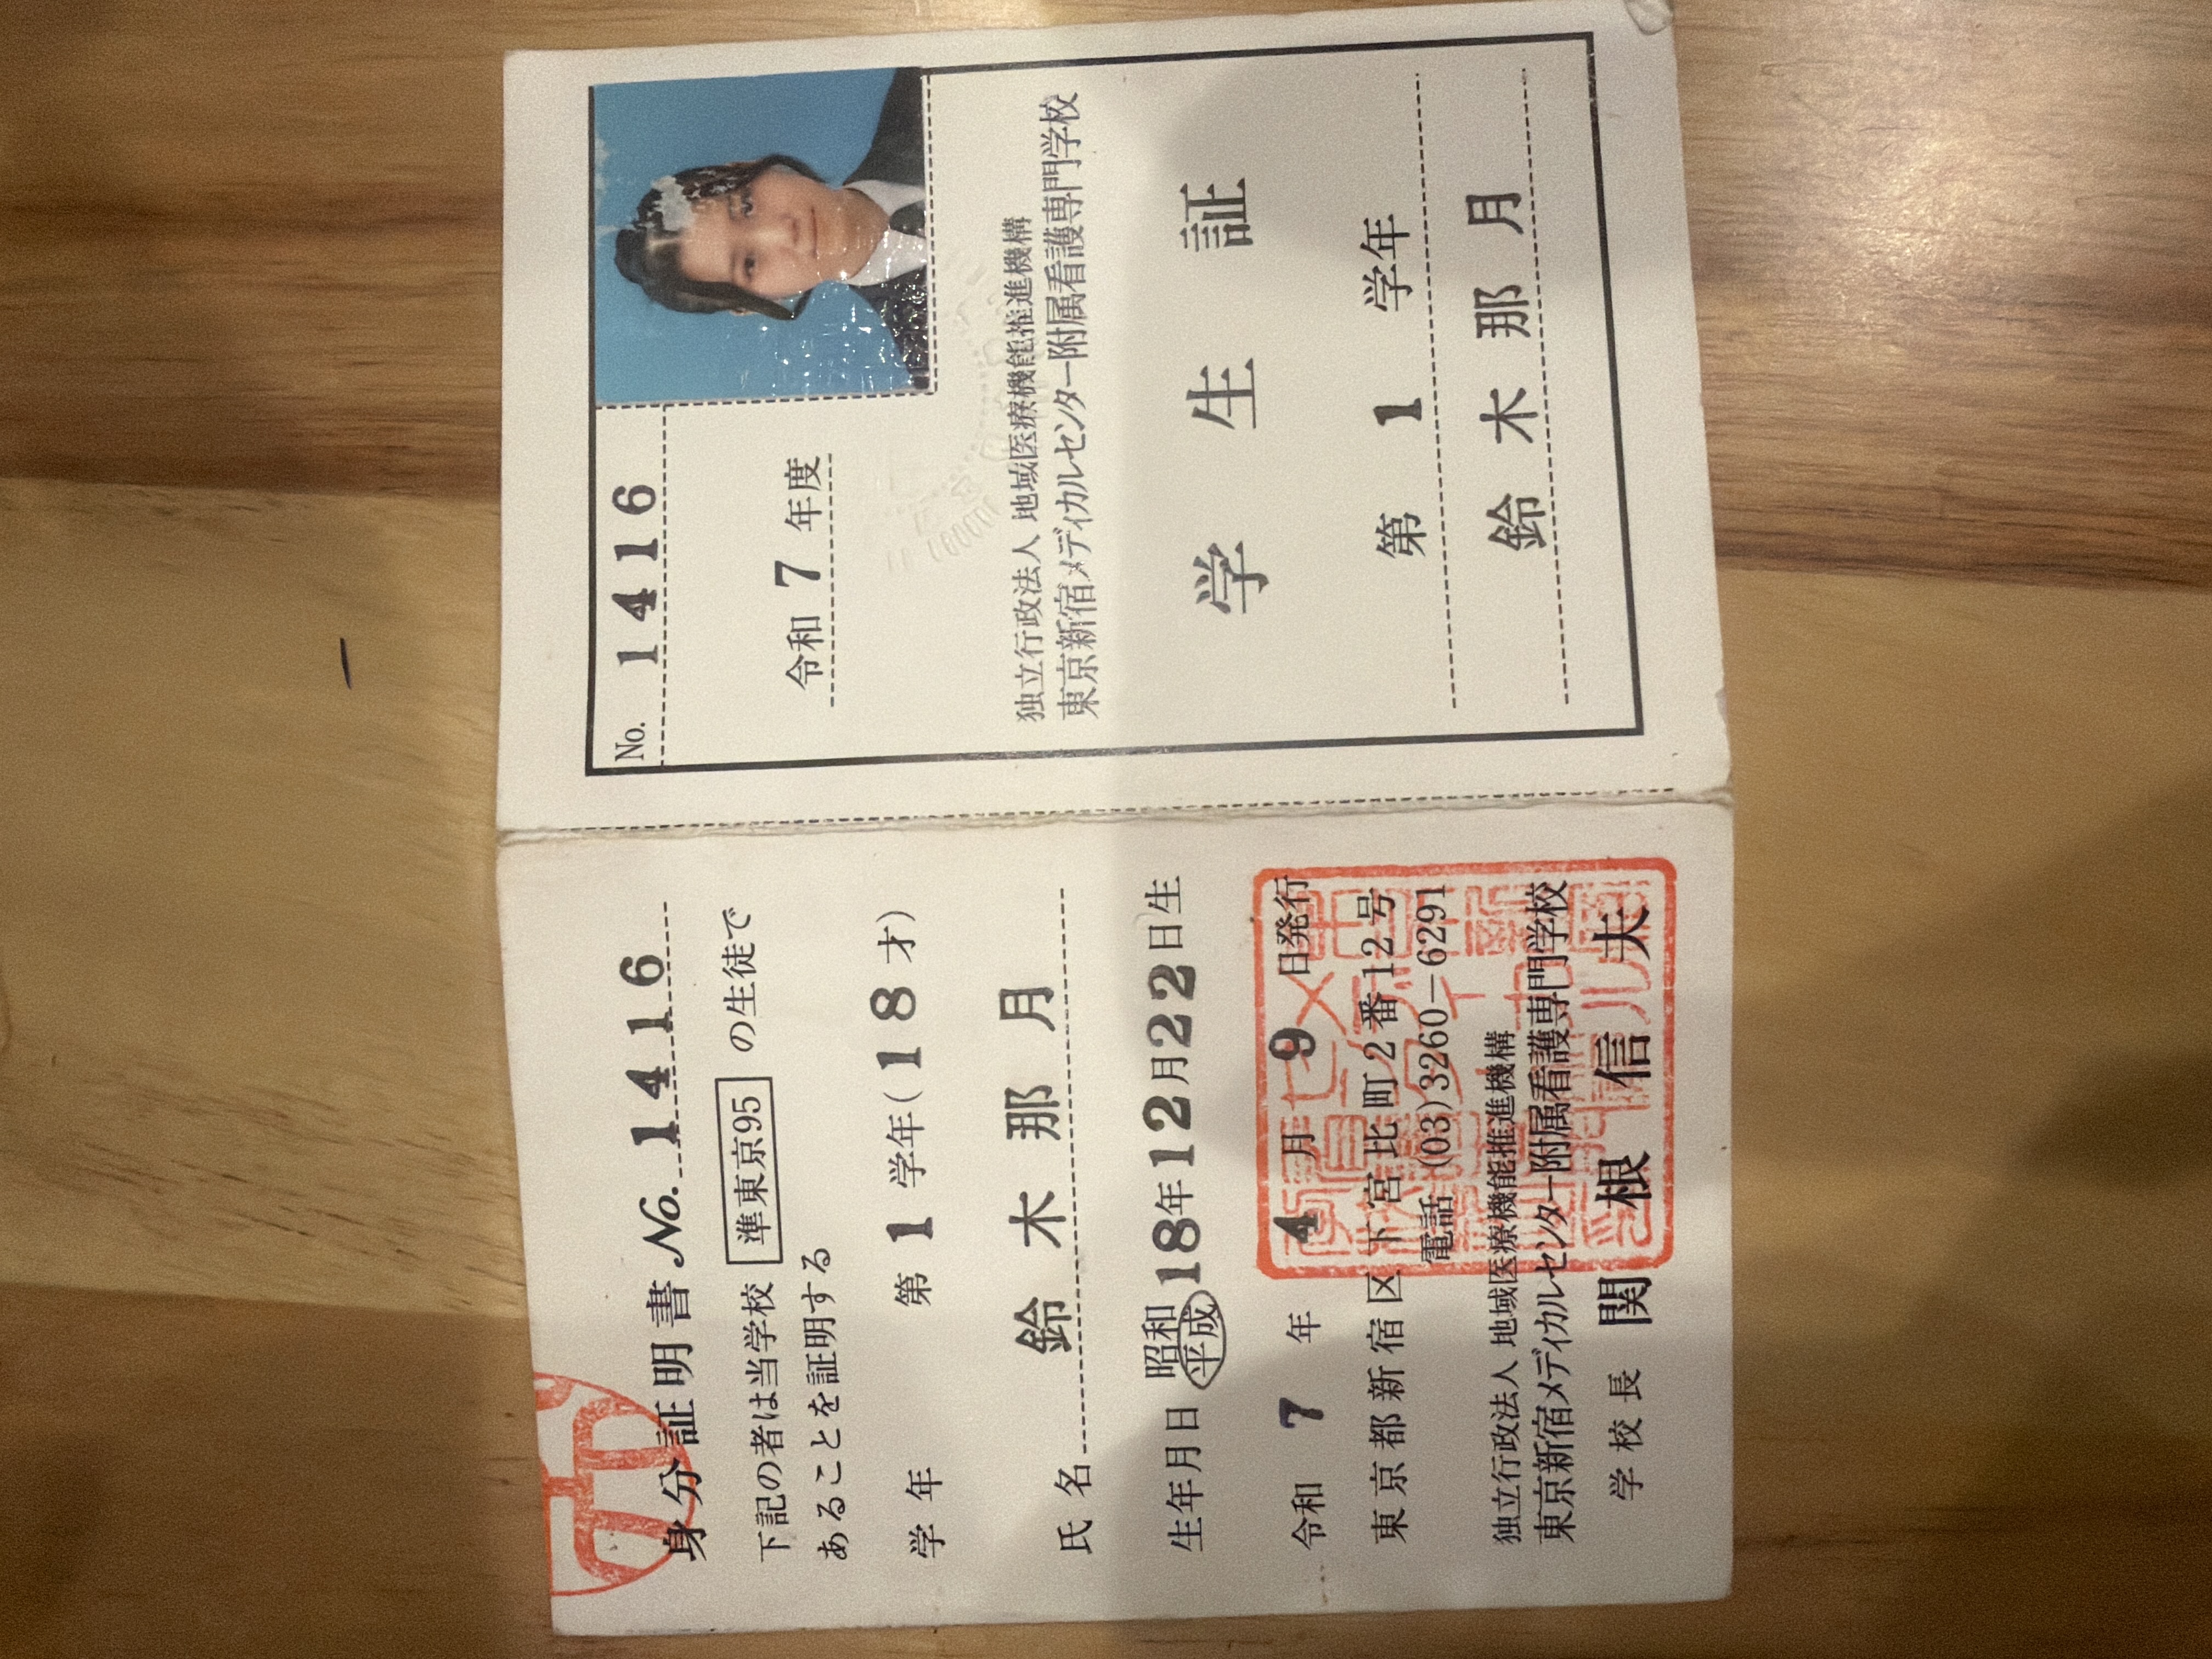 身分証明書 No. 1416
下記の者は当学校 準東京95 の生徒で
あることを証明する
学年 第 1 学年(18才)
氏名 鈴木那月
生年月日 昭和 平成 18年12月22日生
令和 7 年 4 月 9 日発行
東京都新宿区下宮比町2番12号
電話 (03)3260-6291
独立行政法人 地域医療機能推進機構
東京新宿メディカルセンター附属看護専門学校
学校長 関根信夫
No. 1416
令和 7 年度
独立行政法人 地域医療機能推進機構
東京新宿メディカルセンター附属看護専門学校
学生証
第 1 学年
鈴木那月